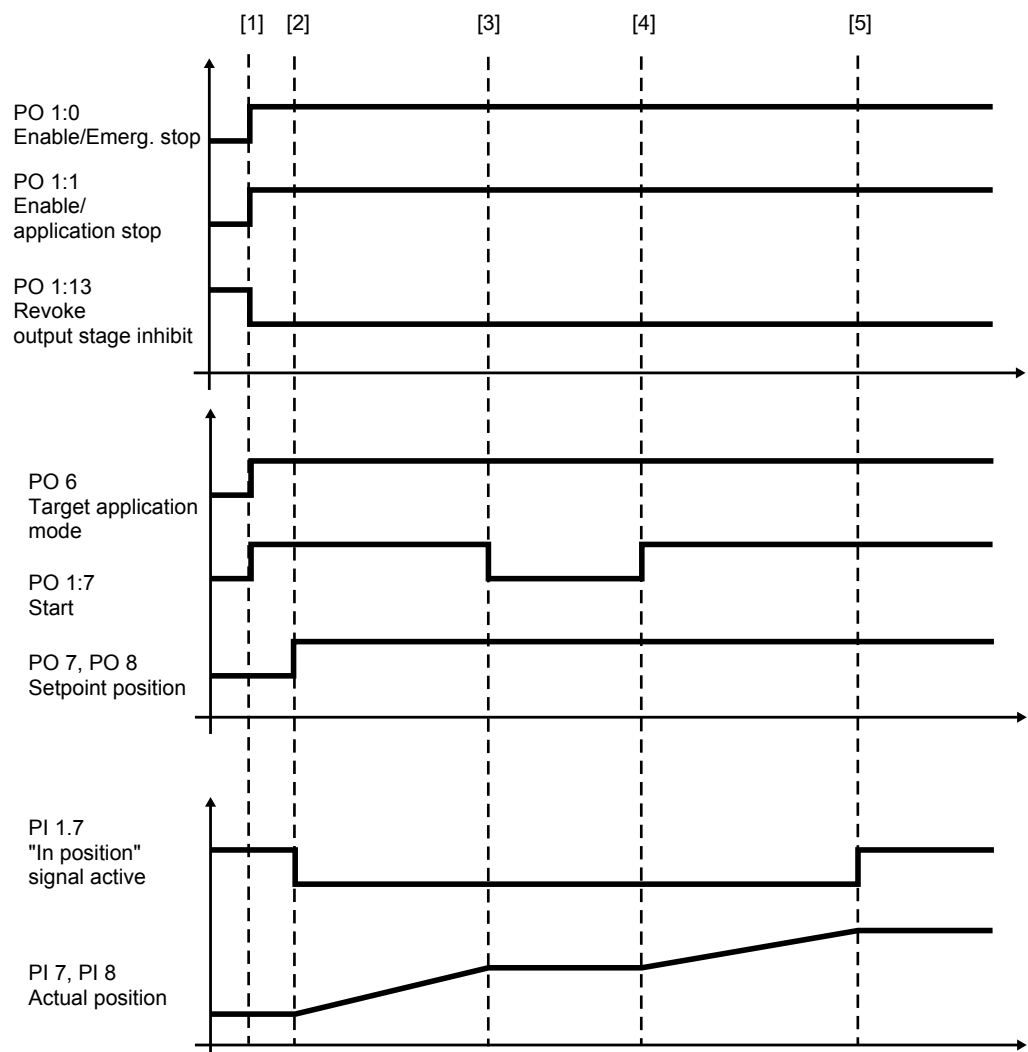 [1] [2] [3] [4] [5]
PO 1:0
Enable/Emerg. stop
PO 1:1
Enable/
application stop
PO 1:13
Revoke
output stage inhibit
PO 6
Target application
mode
PO 1:7
Start
PO 7, PO 8
Setpoint position
PI 1.7
"In position"
signal active
PI 7, PI 8
Actual position